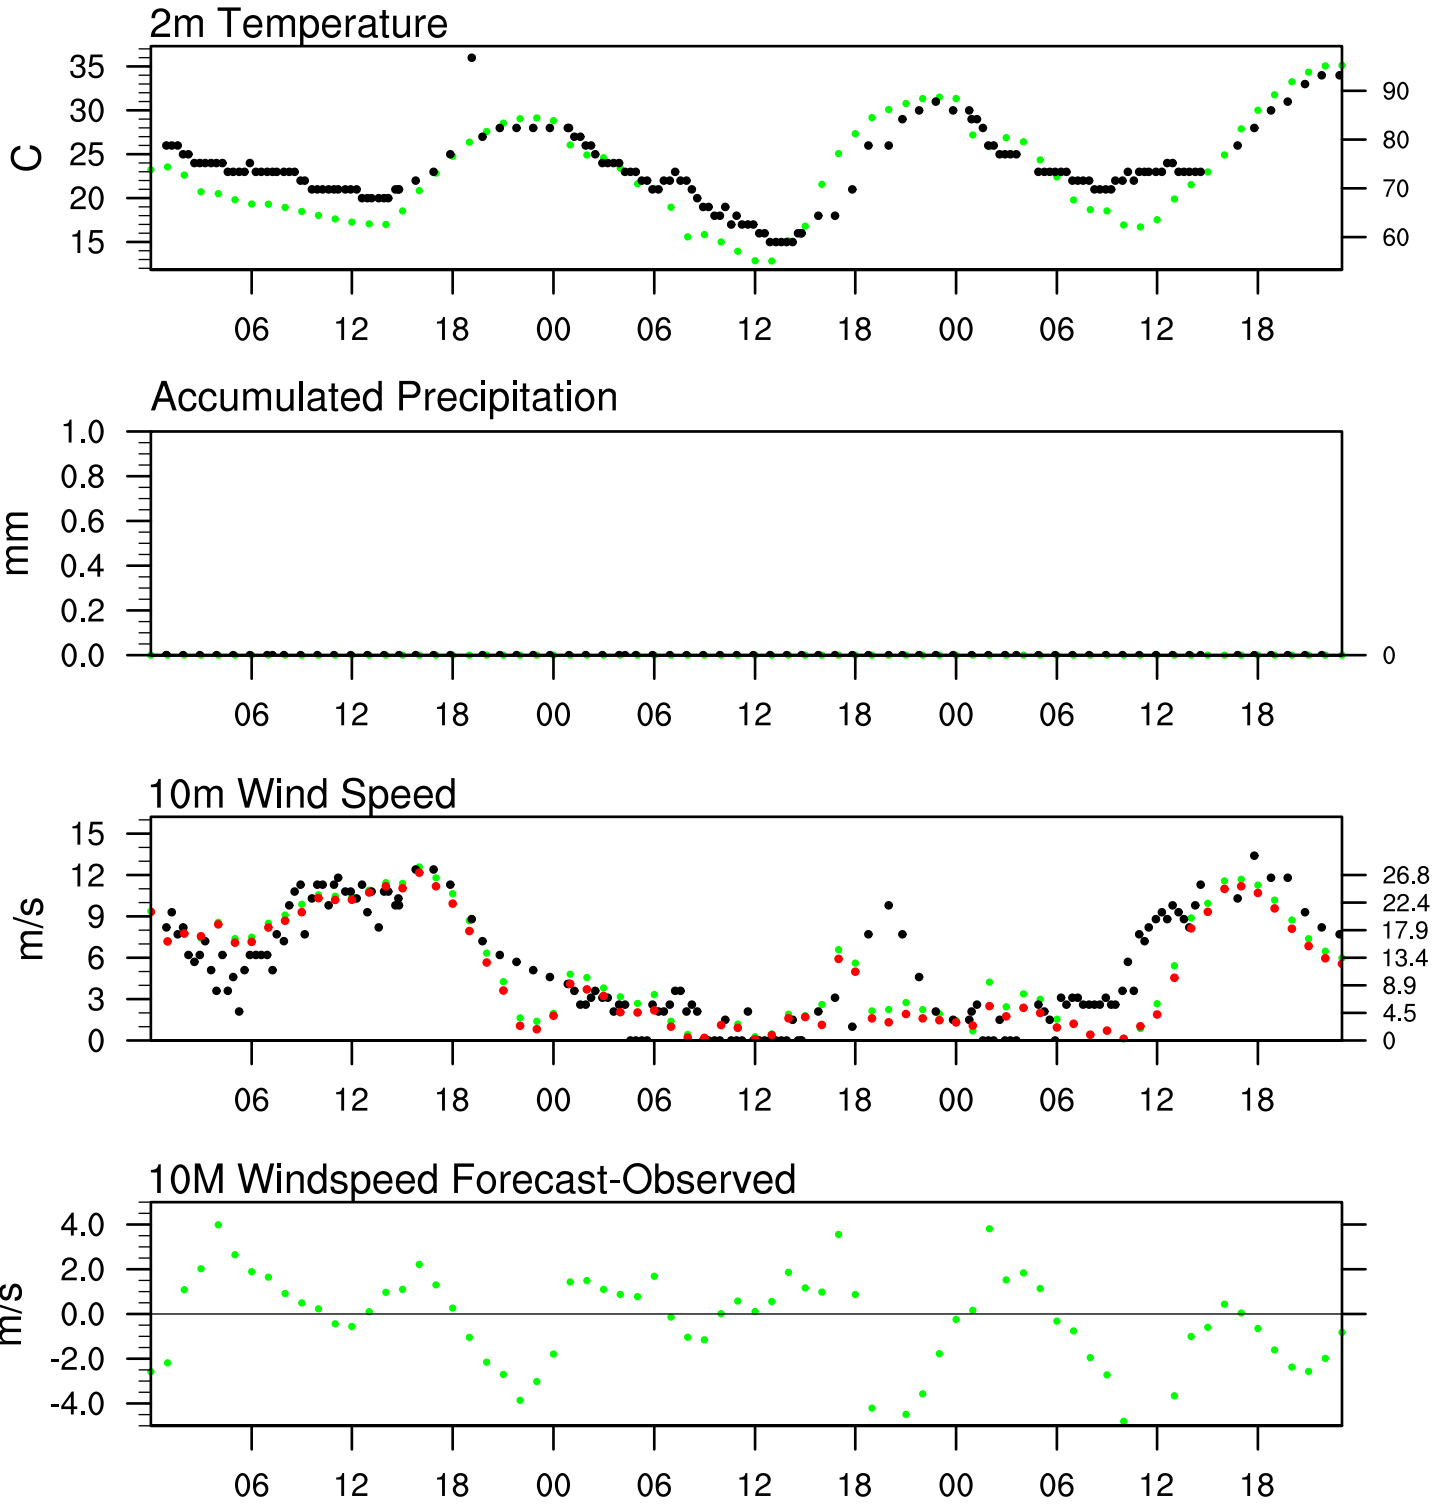 2m Temperature
35
30
25
20
15
C
90
80
70
60
06 12 18 00 06 12 18 00 06 12 18
Accumulated Precipitation
1.0
0.8
0.6
0.4
0.2
0.0
mm
0
06 12 18 00 06 12 18 00 06 12 18
10m Wind Speed
15
12
9
6
3
0
m/s
26.8
22.4
17.9
13.4
8.9
4.5
0
06 12 18 00 06 12 18 00 06 12 18
10M Windspeed Forecast-Observed
4.0
2.0
0.0
-2.0
-4.0
m/s
06 12 18 00 06 12 18 00 06 12 18